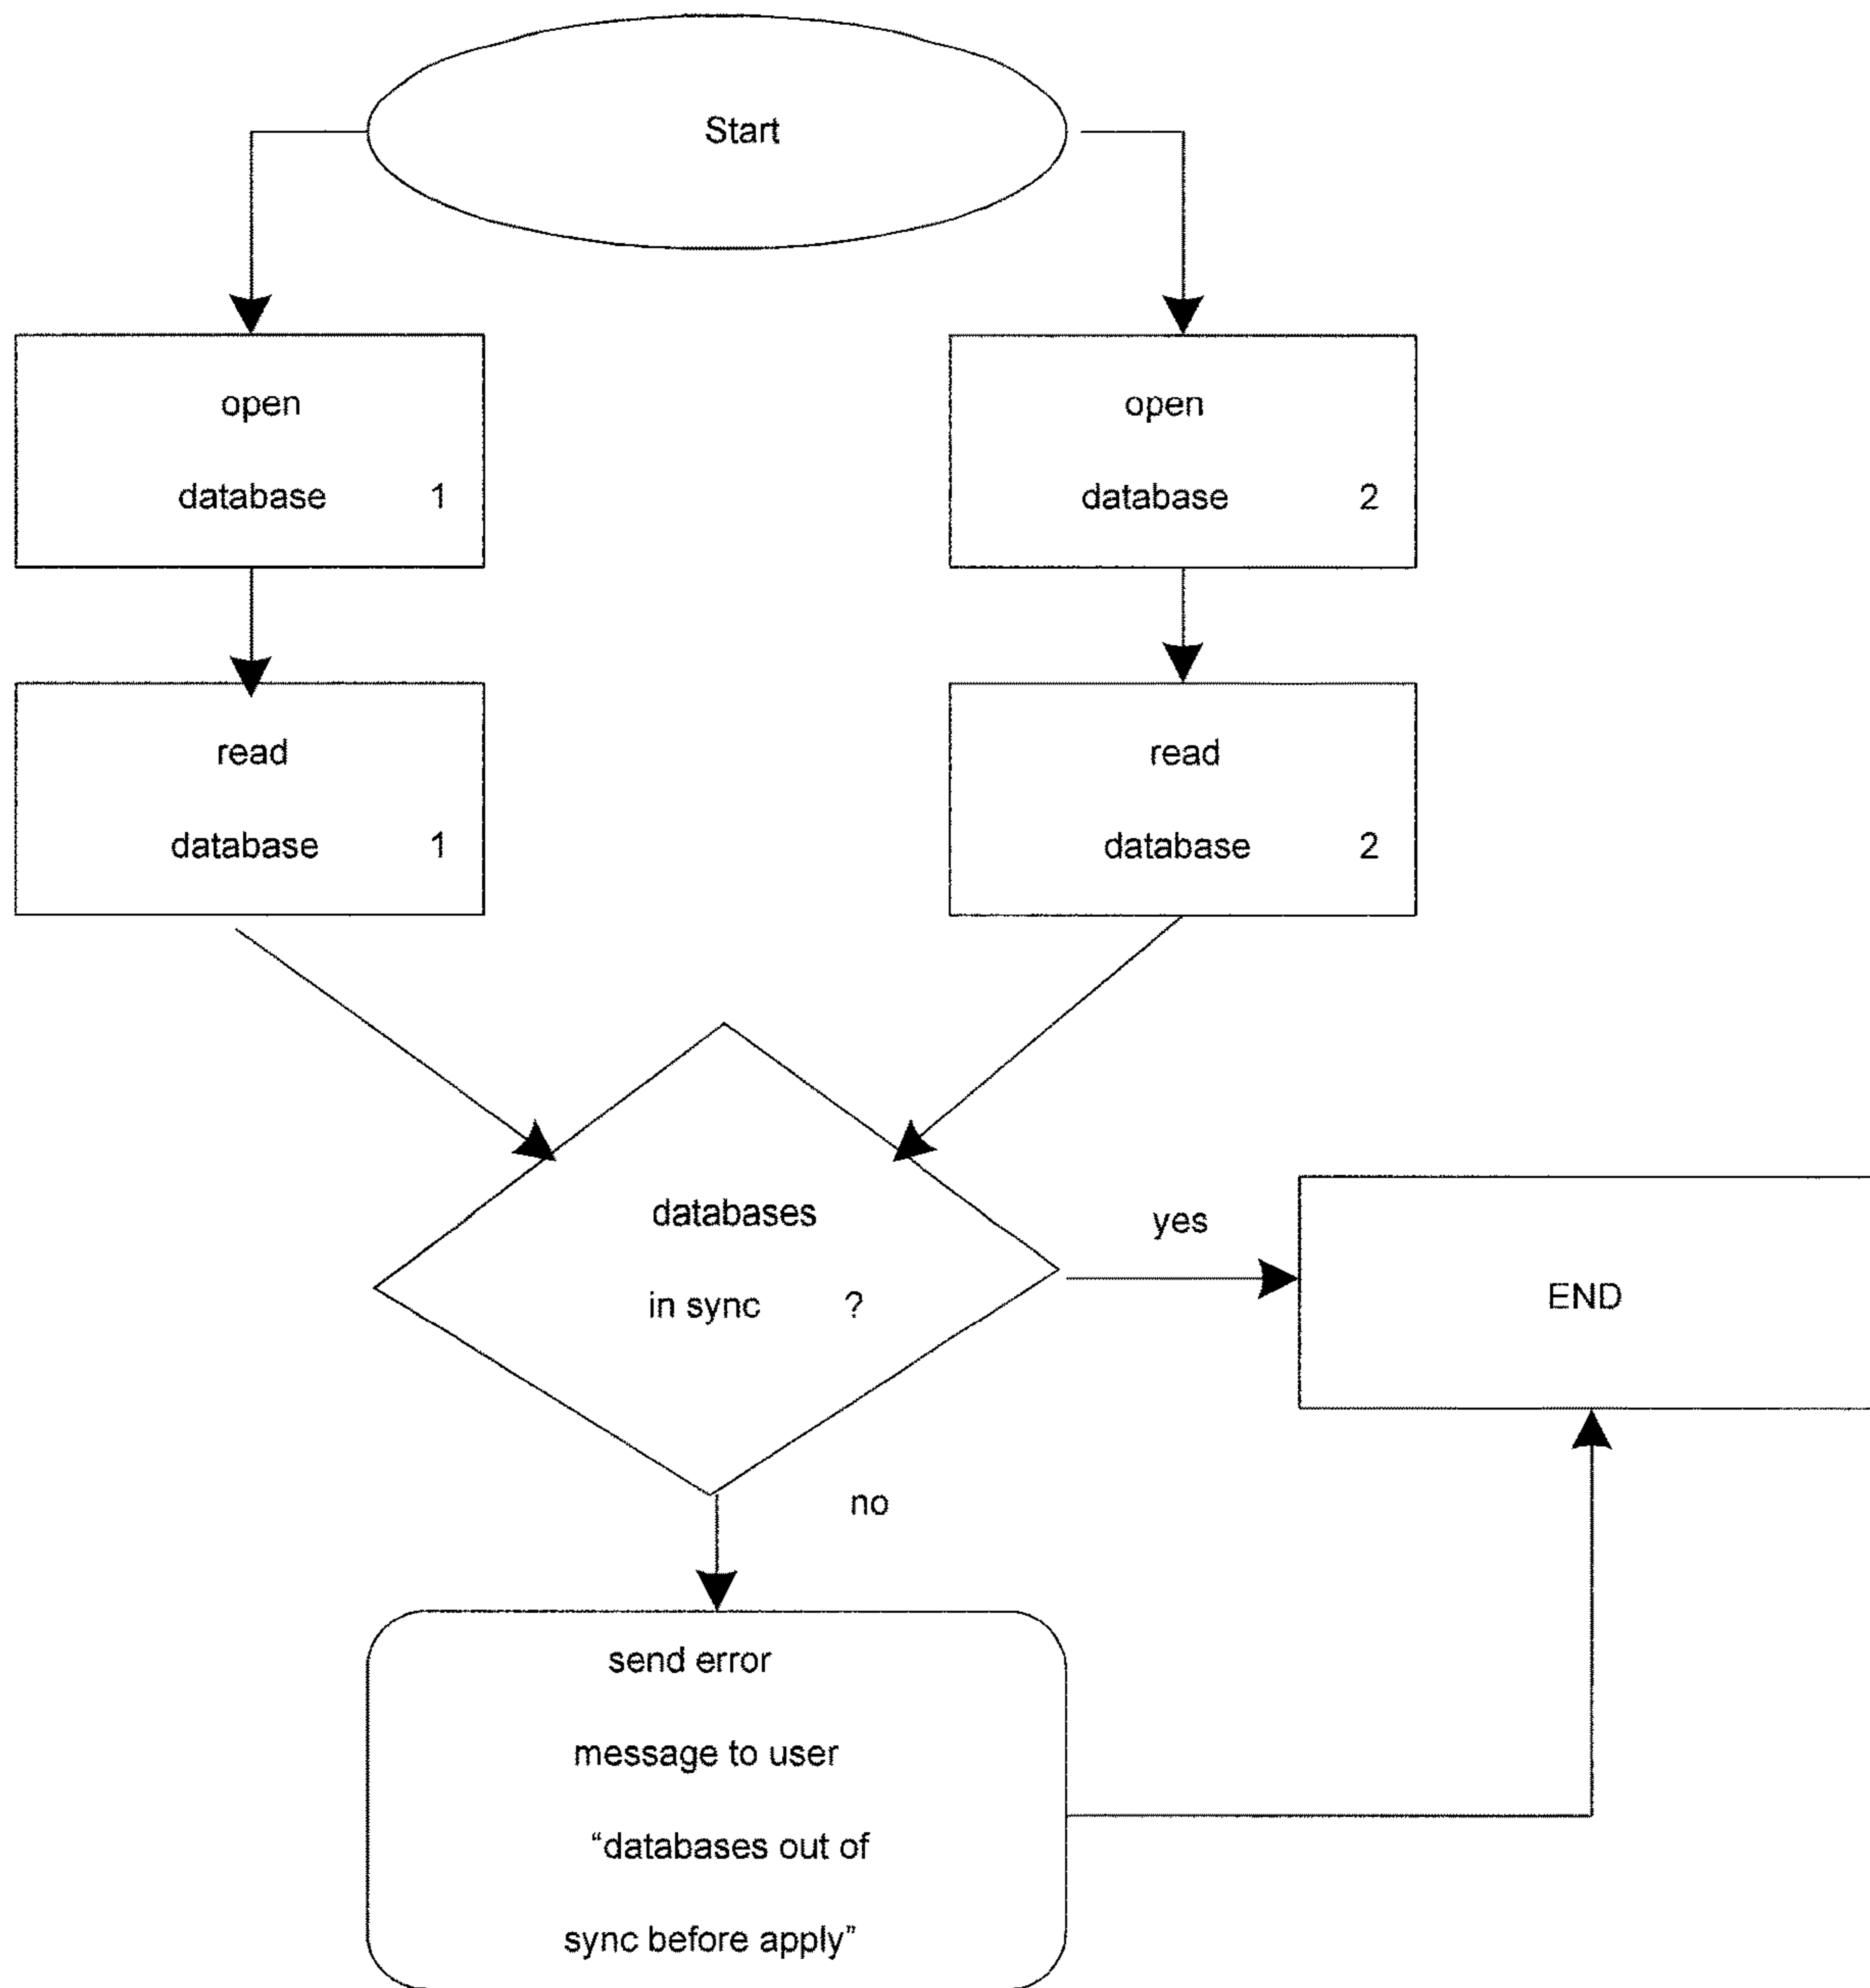 Start
open
database 1
open
database 2
read
database 1
read
database 2
databases
in sync ?
yes
END
no
send error
message to user
“databases out of
sync before apply”